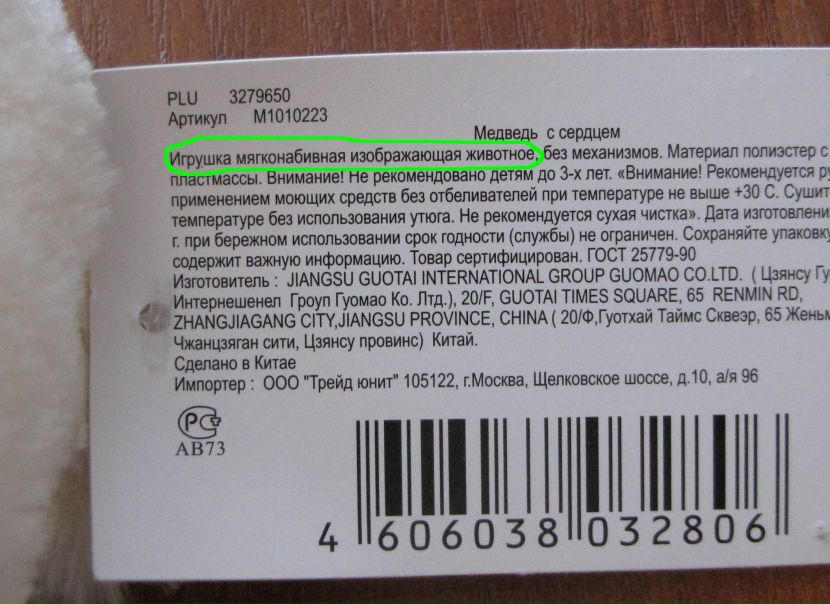 PLU 3279650
Артикул M1010223
Медведь с сердцем
Игрушка мягконабивная изображающая животное, без механизмов. Материал полиэстер с
пластмассы. Внимание! Не рекомендовано детям до 3-х лет. «Внимание! Рекомендуется
применением моющих средств без отбеливателей при температуре не выше +30 С. Сушит
температуре без использования утюга. Не рекомендуется сухая чистка». Дата изготовлени
г. при бережном использовании срок годности (службы) не ограничен. Сохраняйте упаковку
содержит важную информацию. Товар сертифицирован. ГОСТ 25779-90
Изготовитель : JIANGSU GUOTAI INTERNATIONAL GROUP GUOMAO CO.LTD. ( Цзянсу Гу
Интернешенел Гроуп Гуомао Ко. Лтд.), 20/F, GUOTAI TIMES SQUARE, 65 RENMIN RD,
ZHANGJIAGANG CITY,JIANGSU PROVINCE, CHINA ( 20/Ф,Гуотхай Таймс Сквеэр, 65 Жень
Чжанцзяган сити, Цзянсу провинс) Китай.
Сделано в Китае
Импортер : ООО "Трейд юнит" 105122, г.Москва, Щелковское шоссе, д.10, а/я 96
РСТ
АВ73
4 606038 032806